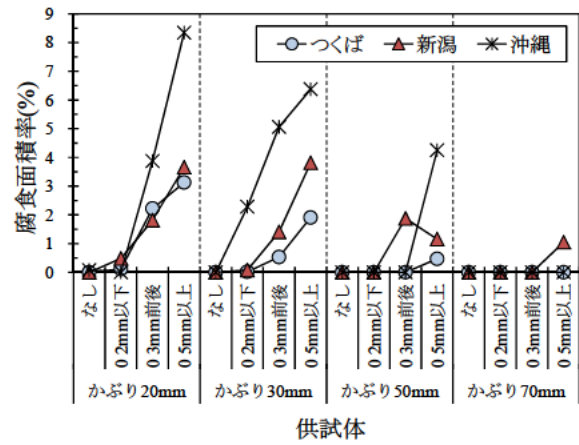 つくば 新潟 沖縄
腐食面積率(%)
9
8
7
6
5
4
3
2
1
0
なし 0 2mm以下 0 3mm前後 0 5mm以上 なし 0 2mm以下 0 3mm前後 0 5mm以上 なし 0 2mm以下 0 3mm前後 0 5mm以上 なし 0 2mm以下 0 3mm前後 0 5mm以上
かぶり20mm かぶり30mm かぶり50mm かぶり70mm
供試体